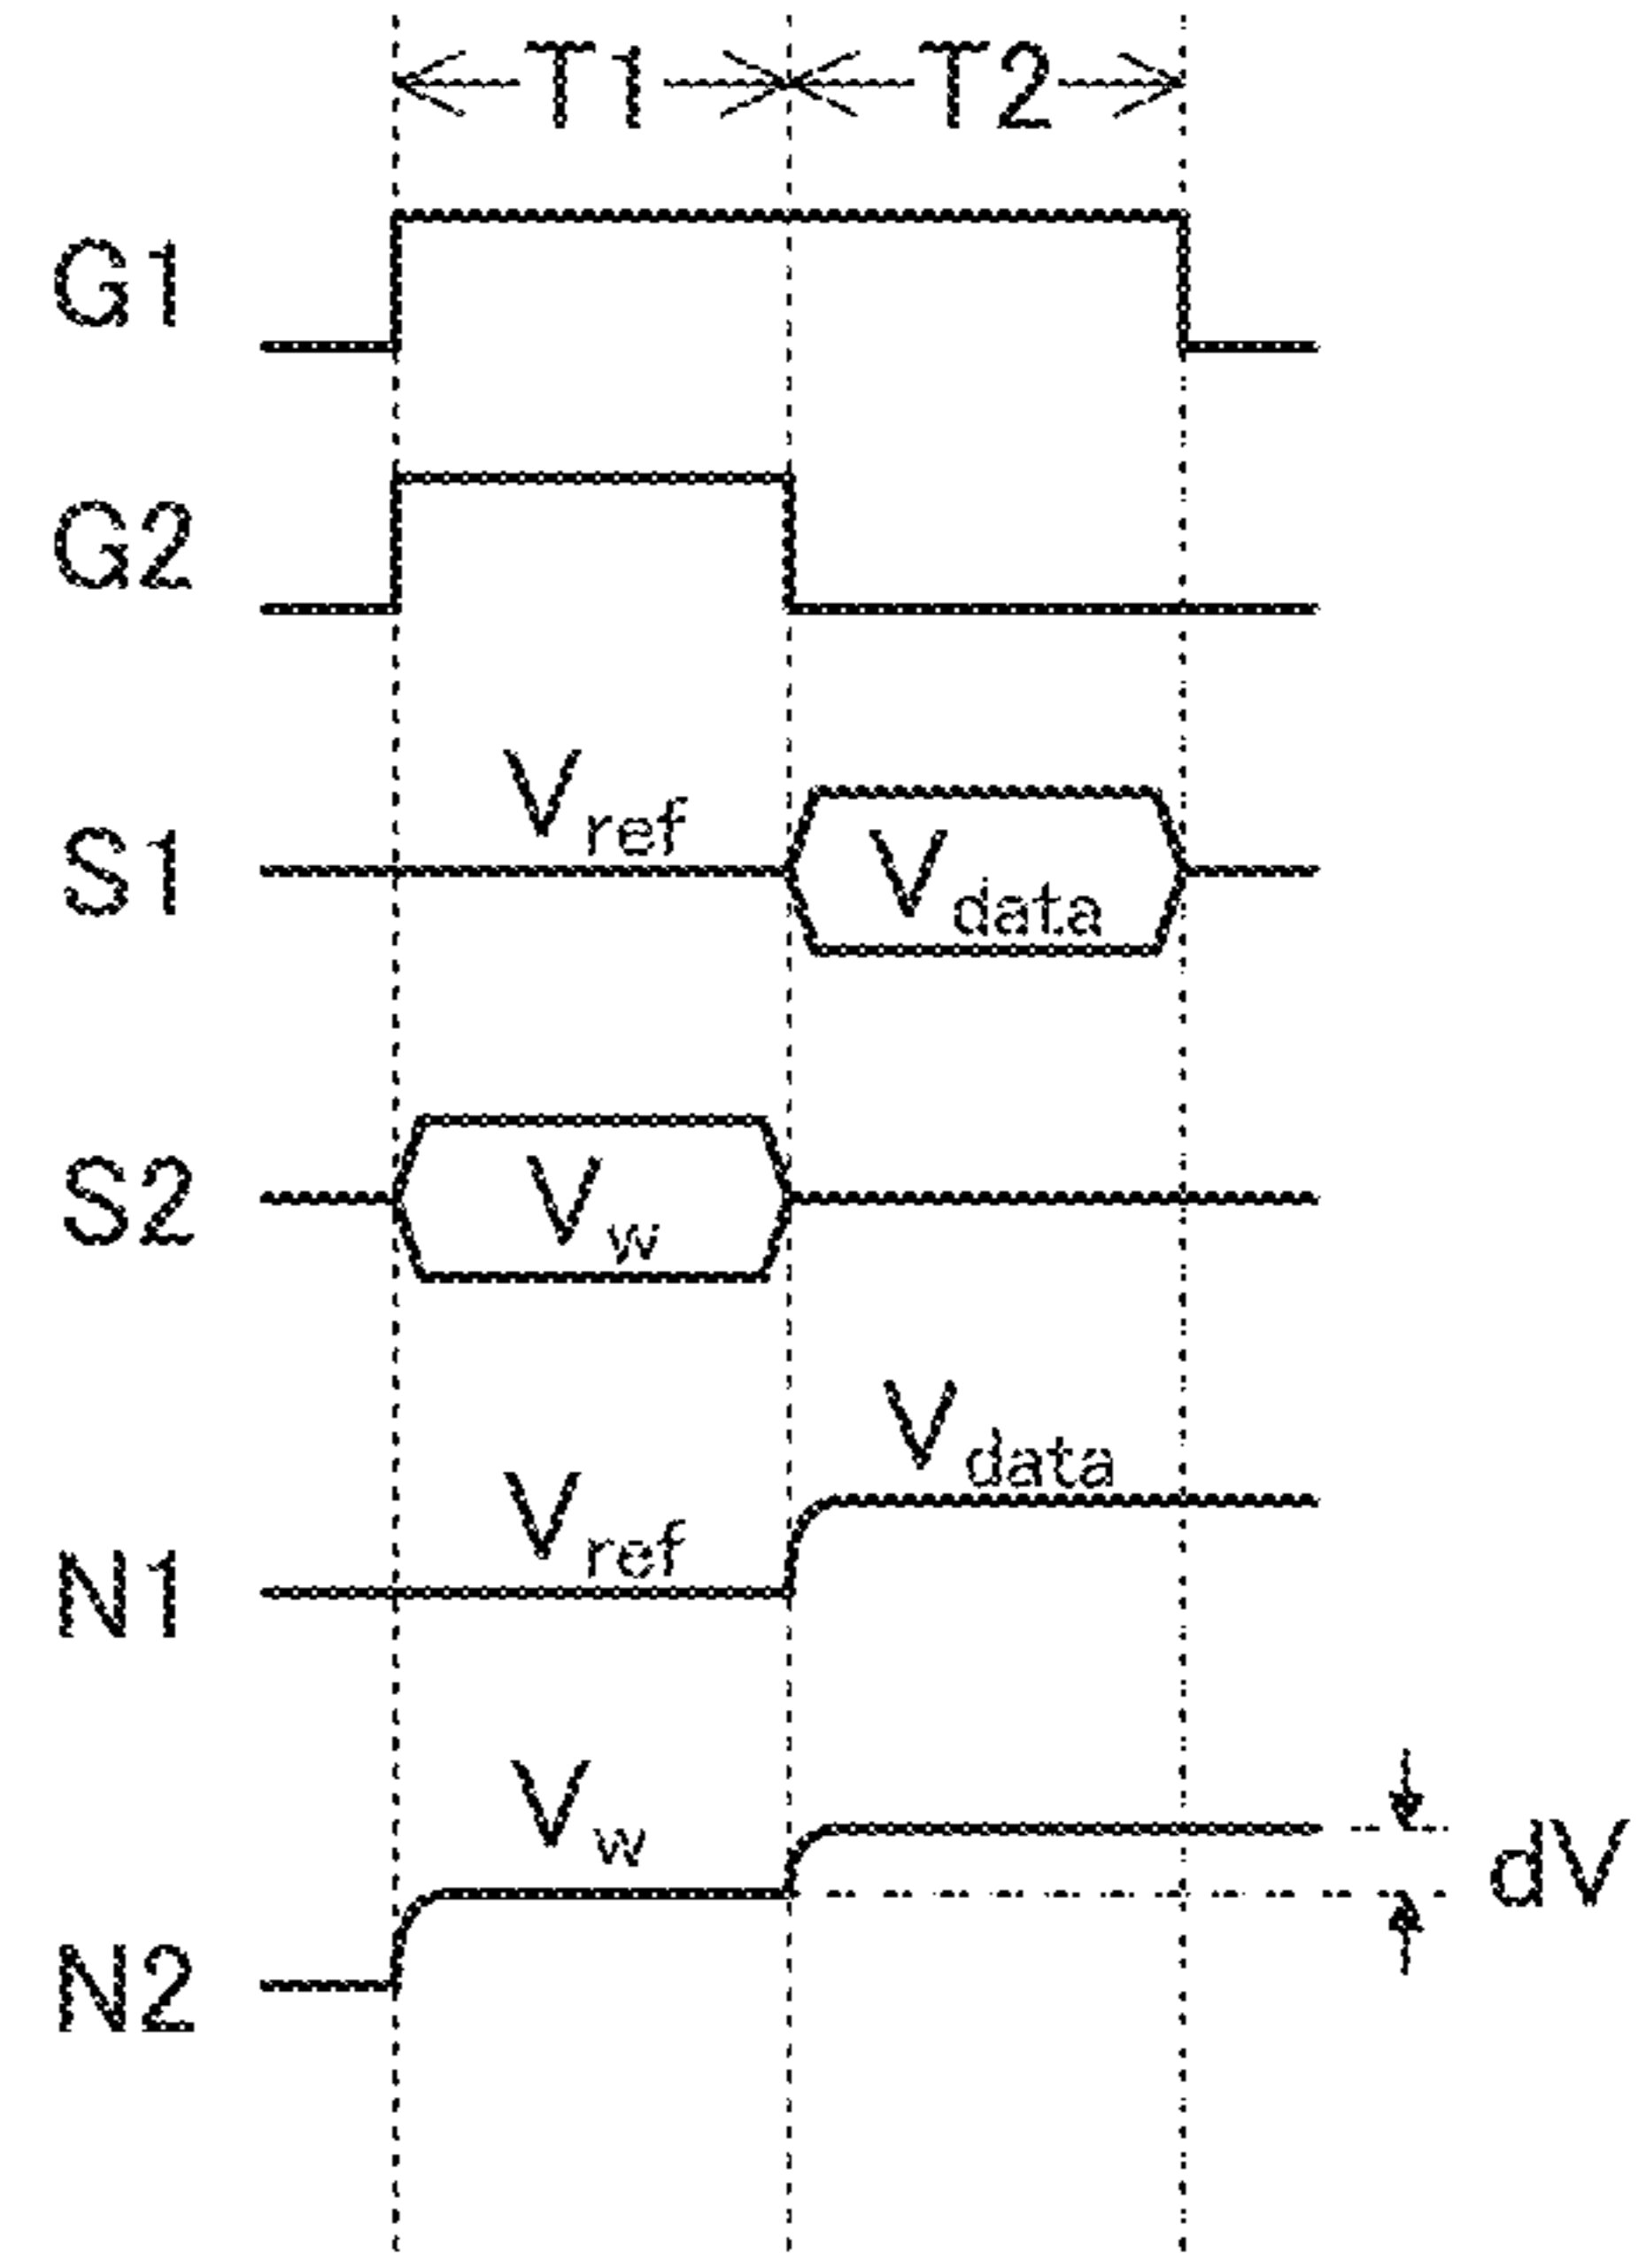 T1 T2
G1
G2
Vref
S1 Vdata
S2 Vw
Vdata
Vref
N1
Vw
dV
N2